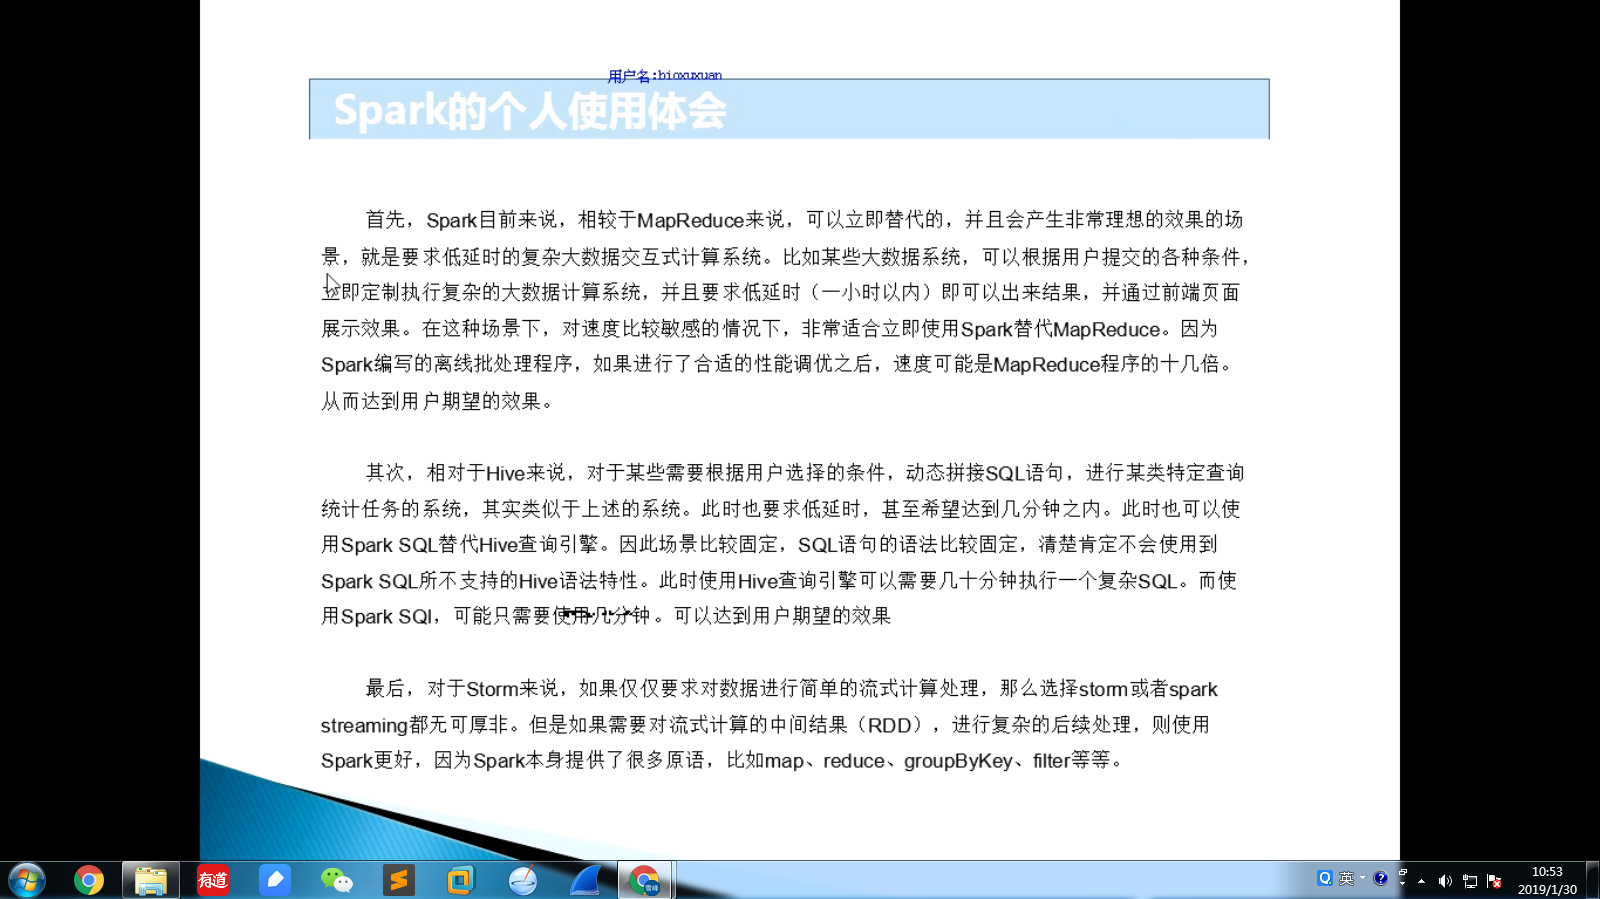 用户名:bioxuxuan
Spark的个人使用体会
首先，Spark目前来说，相较于MapReduce来说，可以立即替代的，并且会产生非常理想的效果的场
景，就是要求低延时的复杂大数据交互式计算系统。比如某些大数据系统，可以根据用户提交的各种条件，
立即定制执行复杂的大数据计算系统，并且要求低延时（一小时以内）即可以出来结果，并通过前端页面
展示效果。在这种场景下，对速度比较敏感的情况下，非常适合立即使用Spark替代MapReduce。因为
Spark编写的离线批处理程序，如果进行了合适的性能调优之后，速度可能是MapReduce程序的十几倍。
从而达到用户期望的效果。
其次，相对于Hive来说，对于某些需要根据用户选择的条件，动态拼接SQL语句，进行某类特定查询
统计任务的系统，其实类似于上述的系统。此时也要求低延时，甚至希望达到几分钟之内。此时也可以使
用Spark SQL替代Hive查询引擎。因此场景比较固定，SQL语句的语法比较固定，清楚肯定不会使用到
Spark SQL所不支持的Hive语法特性。此时使用Hive查询引擎可以需要几十分钟执行一个复杂SQL。而使
用Spark SQl，可能只需要使用几分钟。可以达到用户期望的效果
最后，对于Storm来说，如果仅仅要求对数据进行简单的流式计算处理，那么选择storm或者spark
streaming都无可厚非。但是如果需要对流式计算的中间结果（RDD），进行复杂的后续处理，则使用
Spark更好，因为Spark本身提供了很多原语，比如map、reduce、groupByKey、filter等等。
有道
雪峰
英
10:53
2019/1/30